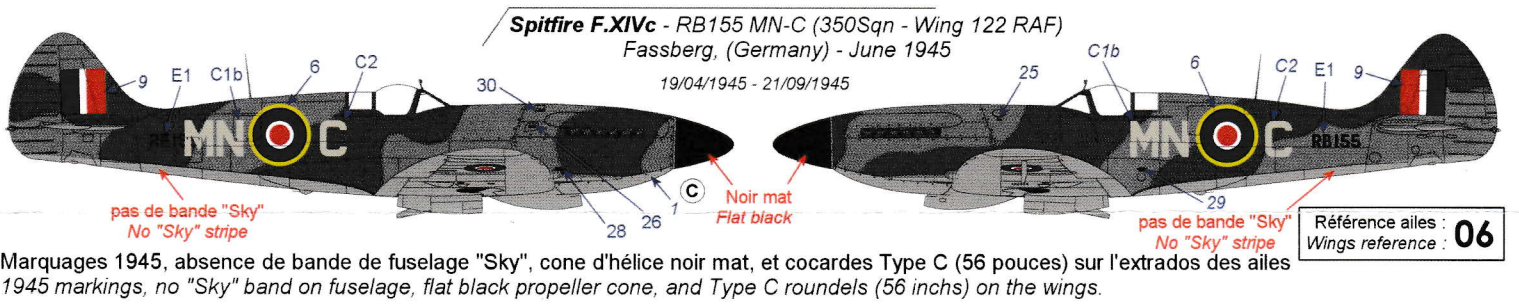 Spitfire F.XIVc - RB155 MN-C (350Sqn - Wing 122 RAF)
Fassberg, (Germany) - June 1945
19/04/1945 - 21/09/1945
9 E1 C1b 6 C2 30
MN C
28 26 1
C
pas de bande "Sky"
No "Sky" stripe
Noir mat
Flat black
25 C1b 6 C2 E1 9
MN C RB155
29
pas de bande "Sky"
No "Sky" stripe
Référence ailes :
Wings reference : 06
Marquages 1945, absence de bande de fuselage "Sky", cone d'hélice noir mat, et cocardes Type C (56 pouces) sur l'extrados des ailes
1945 markings, no "Sky" band on fuselage, flat black propeller cone, and Type C roundels (56 inchs) on the wings.